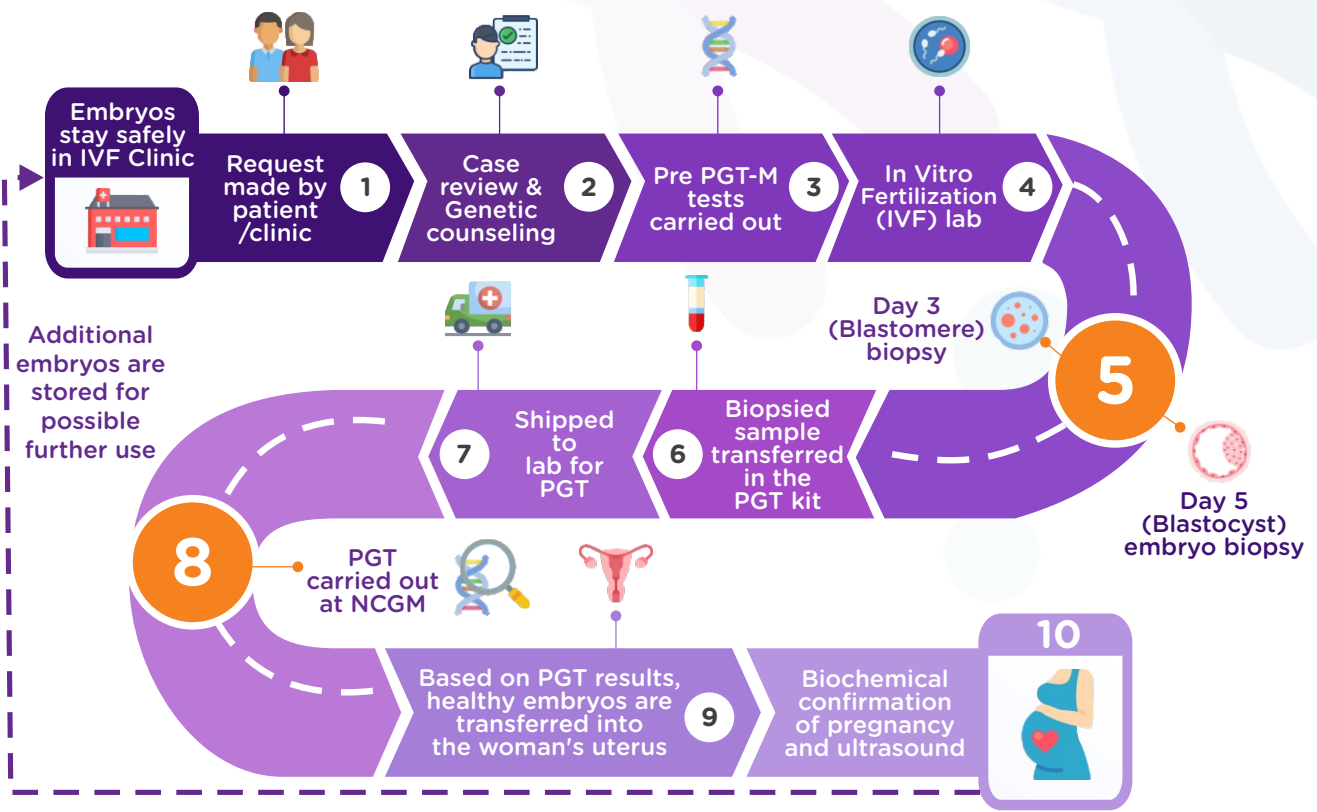 Embryos
stay safely
in IVF Clinic
Request
made by
patient
/clinic
1
Case
review &
Genetic
counseling
2
Pre PGT-M
tests
carried out
3
In Vitro
Fertilization
(IVF) lab
4
Day 3
(Blastomere)
biopsy
5
Day 5
(Blastocyst)
embryo biopsy
Biopsied
sample
transferred
in the
PGT kit
6
Shipped
to
lab for
PGT
7
Additional
embryos are
stored for
possible
further use
8
PGT
carried out
at NCGM
Based on PGT results,
healthy embryos are
transferred into
the woman's uterus
9
Biochemical
confirmation
of pregnancy
and ultrasound
10